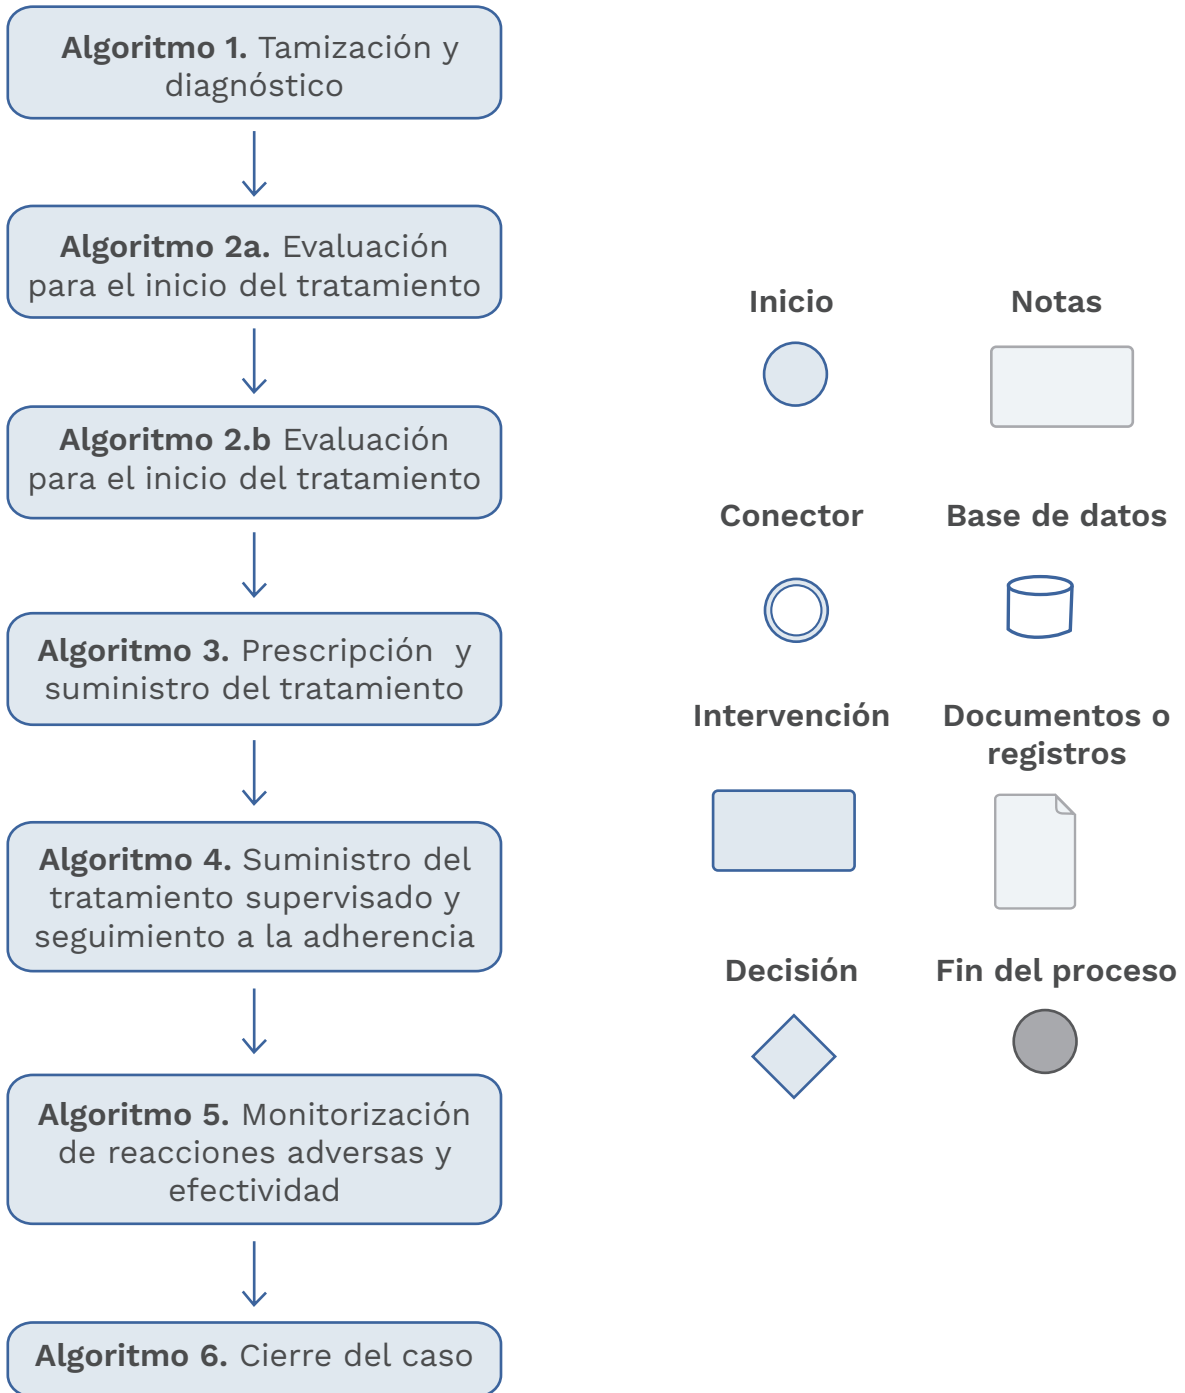 Algoritmo 1. Tamización y
diagnóstico
Algoritmo 2a. Evaluación
para el inicio del tratamiento
Algoritmo 2.b Evaluación
para el inicio del tratamiento
Algoritmo 3. Prescripción y
suministro del tratamiento
Algoritmo 4. Suministro del
tratamiento supervisado y
seguimiento a la adherencia
Algoritmo 5. Monitorización
de reacciones adversas y
efectividad
Algoritmo 6. Cierre del caso
Inicio
Notas
Conector
Base de datos
Intervención
Documentos o
registros
Decisión
Fin del proceso